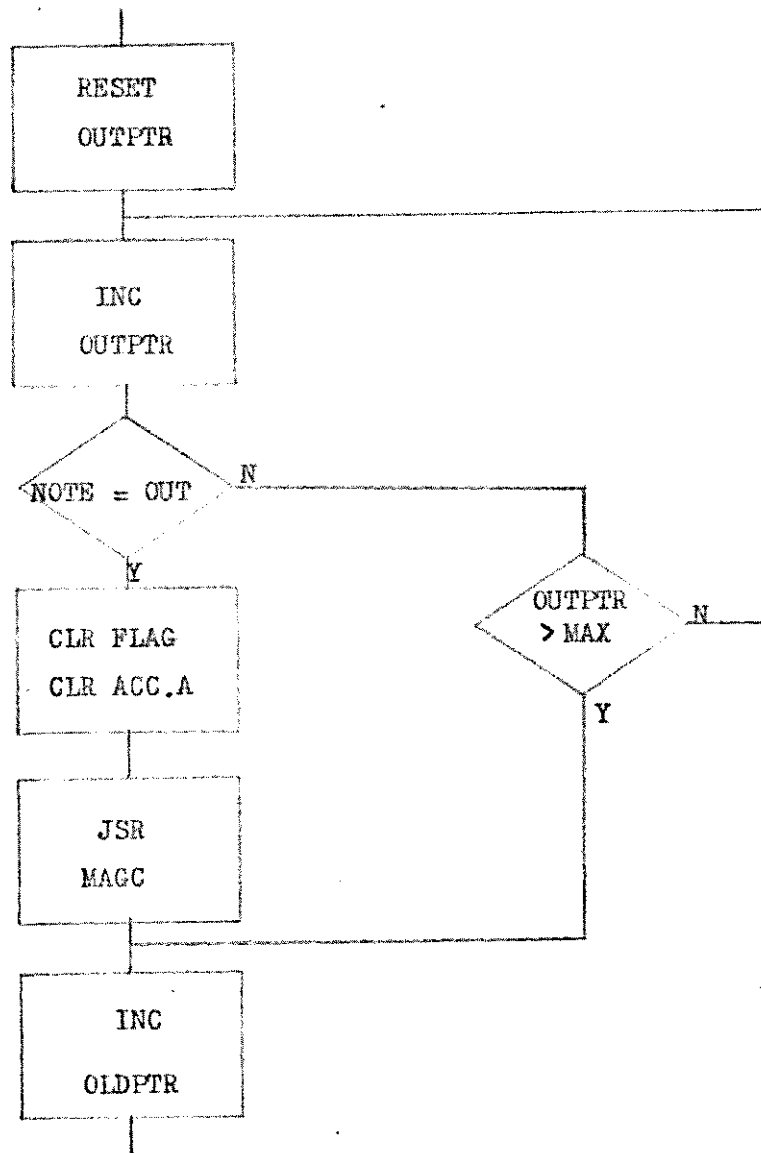 RESET
OUTPTR
INC
OUTPTR
NOTE = OUT
N
Y
OUTPTR
> MAX
N
Y
CLR FLAG
CLR ACC.A
JSR
MAGC
INC
OLDPTR